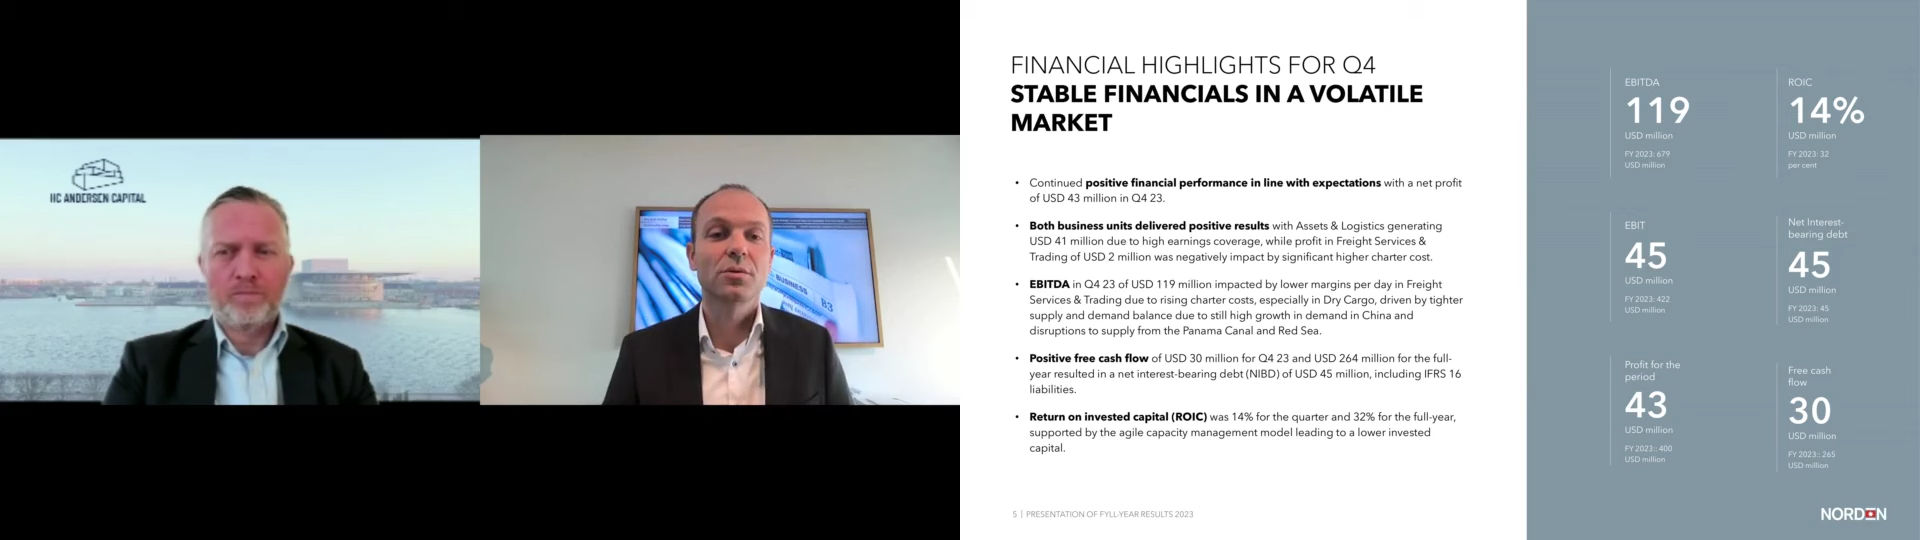 HC ANDERSEN CAPITAL
BUSINESS
B3
FINANCIAL HIGHLIGHTS FOR Q4
STABLE FINANCIALS IN A VOLATILE
MARKET
• Continued positive financial performance in line with expectations with a net profit
of USD 43 million in Q4 23.
• Both business units delivered positive results with Assets & Logistics generating
USD 41 million due to high earnings coverage, while profit in Freight Services &
Trading of USD 2 million was negatively impact by significant higher charter cost.
• EBITDA in Q4 23 of USD 119 million impacted by lower margins per day in Freight
Services & Trading due to rising charter costs, especially in Dry Cargo, driven by tighter
supply and demand balance due to still high growth in demand in China and
disruptions to supply from the Panama Canal and Red Sea.
• Positive free cash flow of USD 30 million for Q4 23 and USD 264 million for the full-
year resulted in a net interest-bearing debt (NIBD) of USD 45 million, including IFRS 16
liabilities.
• Return on invested capital (ROIC) was 14% for the quarter and 32% for the full-year,
supported by the agile capacity management model leading to a lower invested
capital.
5 | PRESENTATION OF FYLL-YEAR RESULTS 2023
EBITDA
119
USD million
FY 2023: 679
USD million
ROIC
14%
USD million
FY 2023: 32
per cent
EBIT
45
USD million
FY 2023: 422
USD million
Net Interest-
bearing debt
45
USD million
FY 2023: 45
USD million
Profit for the
period
43
USD million
FY 2023:: 400
USD million
Free cash
flow
30
USD million
FY 2023:: 265
USD million
NORDEN